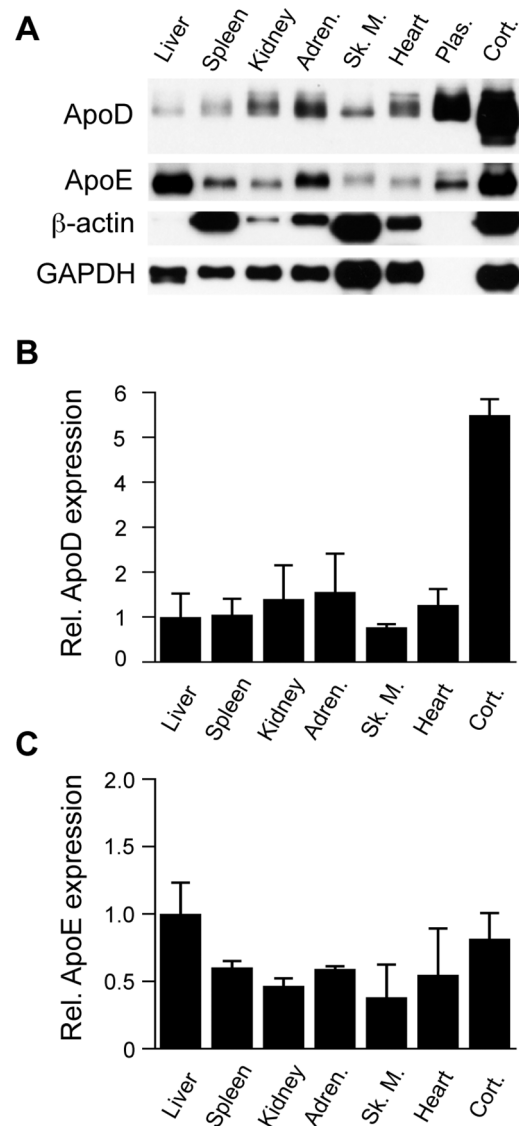 A
Liver Spleen Kidney Adren. Sk. M. Heart Plas. Cort.
ApoD
ApoE
β-actin
GAPDH
B
Rel. ApoD expression
6
5
4
2
2
1
0
Liver Spleen Kidney Adren. Sk. M. Heart Cort.
C
Rel. ApoE expression
2.0
1.5
1.0
0.5
0
Liver Spleen Kidney Adren. Sk. M. Heart Cort.